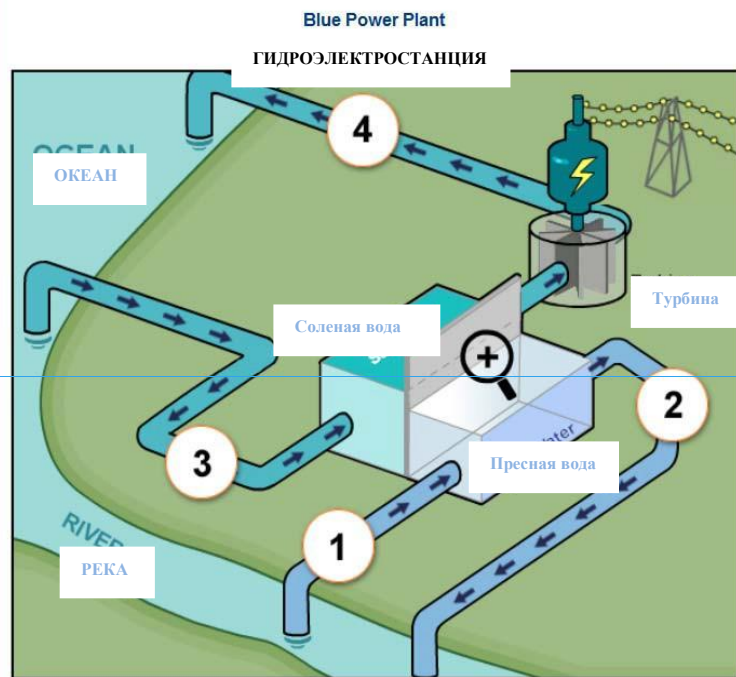 Blue Power Plant
ГИДРОЭЛЕКТРОСТАНЦИЯ
4
OCEAN
ОКЕАН
Турбина
Соленая вода
2
3
Пресная вода
1
RIVER
РЕКА